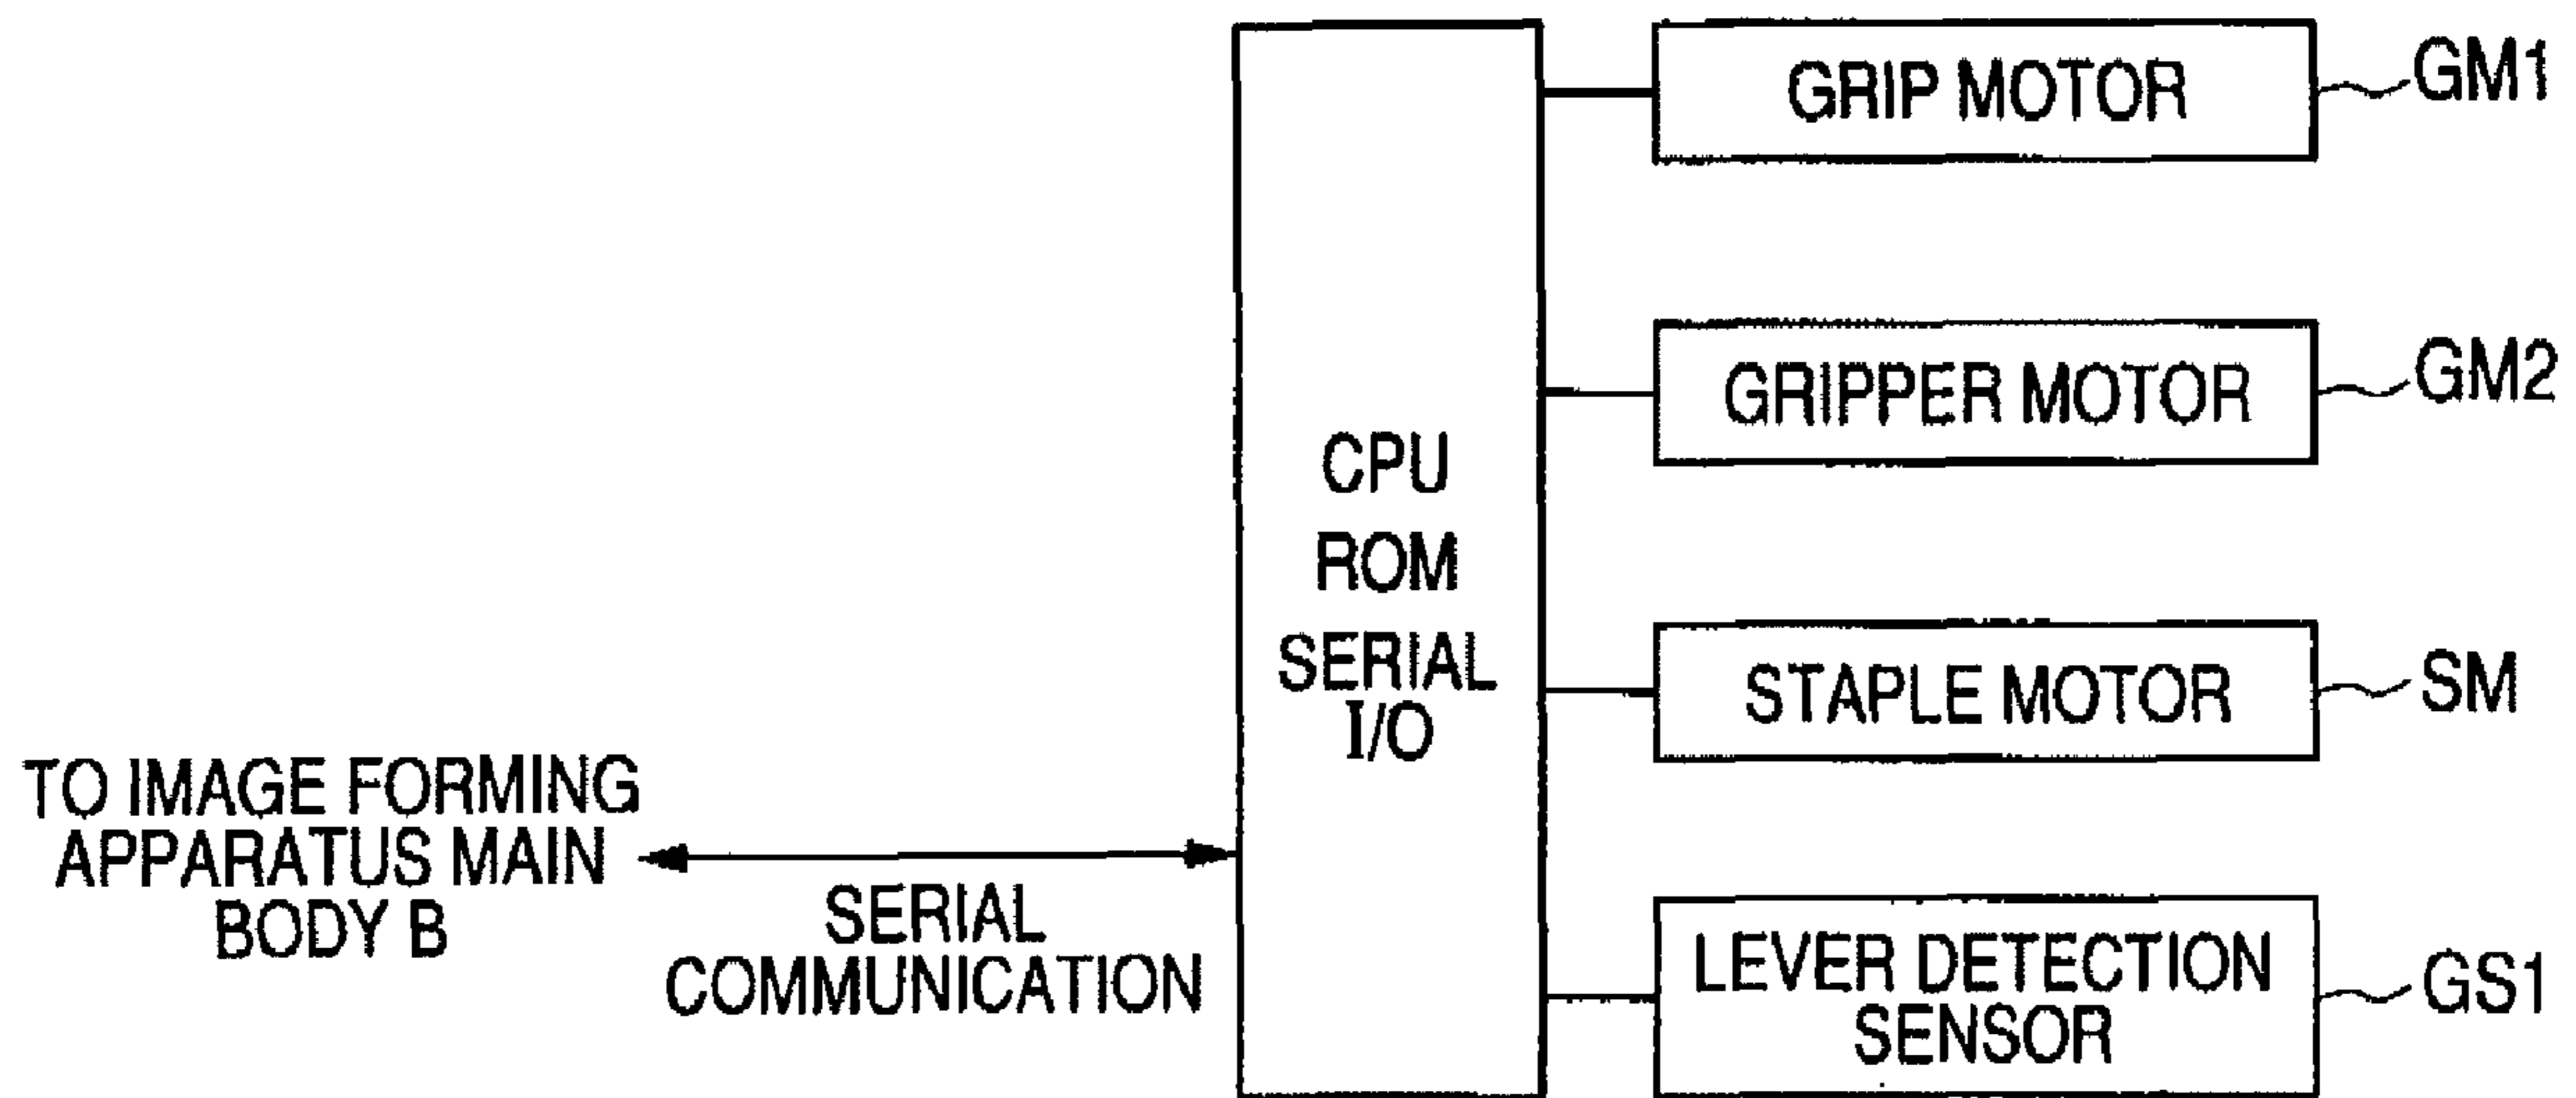 GRIP MOTOR
GM1
GRIPPER MOTOR
GM2
CPU
ROM
SERIAL
I/O
STAPLE MOTOR
SM
TO IMAGE FORMING
APPARATUS MAIN
BODY B
SERIAL
COMMUNICATION
LEVER DETECTION
SENSOR
GS1